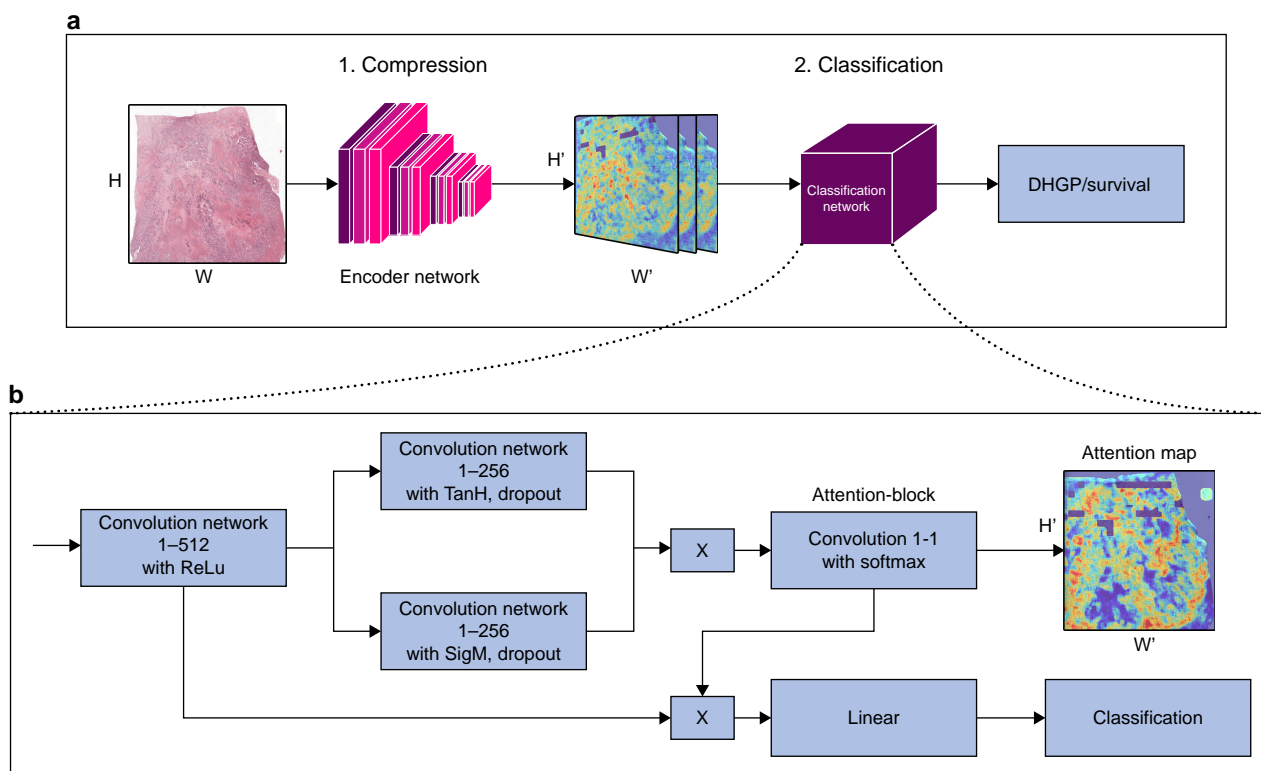 a
1. Compression
2. Classification
H
W
Encoder network
H'
W'
Classification
network
DHGP/survival
b
Convolution network
1–512
with ReLu
Convolution network
1–256
with TanH, dropout
Convolution network
1–256
with SigM, dropout
X
Attention-block
Convolution 1-1
with softmax
Attention map
H'
W'
X
Linear
Classification